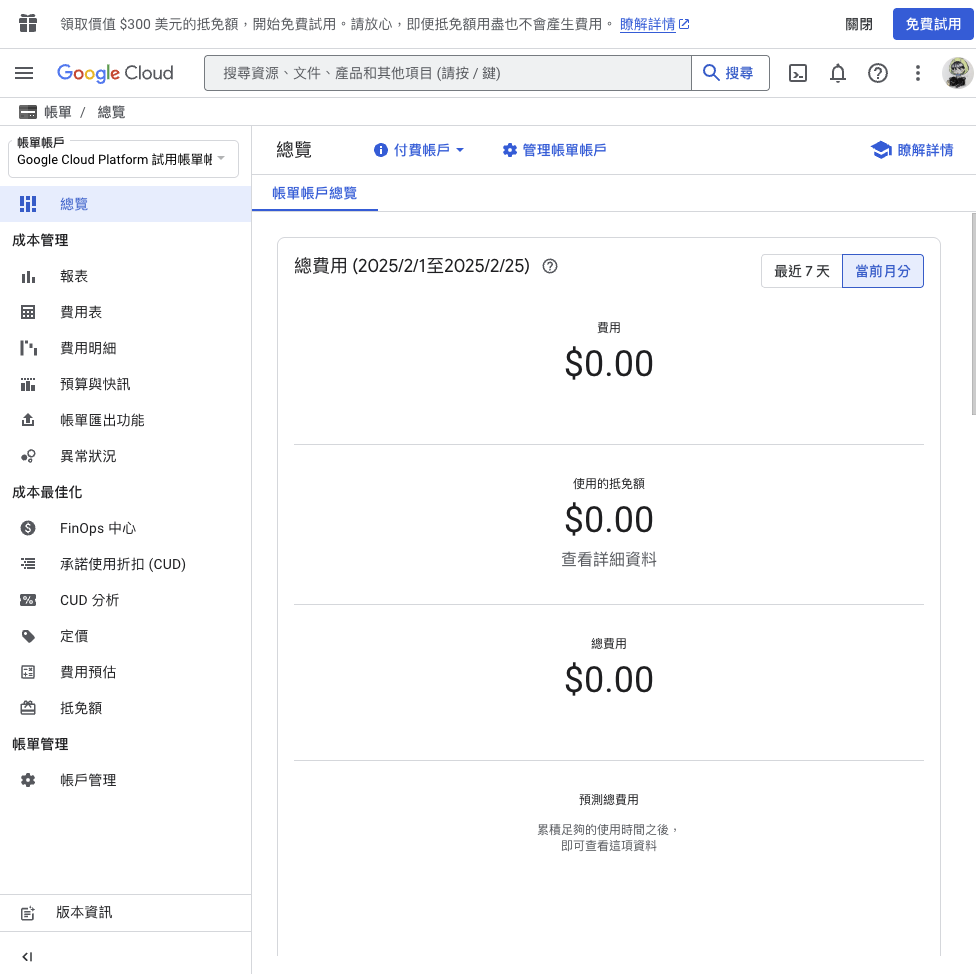 領取價值 $300 美元的抵免額，開始免費試用。請放心，即便抵免額用盡也不會產生費用。 瞭解詳情
關閉
免費試用
Google Cloud
搜尋資源、文件、產品和其他項目 (請按 / 鍵)
搜尋
帳單 / 總覽
帳單帳戶
Google Cloud Platform 試用帳單帳
總覽
成本管理
報表
費用表
費用明細
預算與快訊
帳單匯出功能
異常狀況
成本最佳化
FinOps 中心
承諾使用折扣 (CUD)
CUD 分析
定價
費用預估
抵免額
帳單管理
帳戶管理
版本資訊
總覽
付費帳戶
管理帳單帳戶
瞭解詳情
帳單帳戶總覽
總費用 (2025/2/1至2025/2/25)
最近 7 天
當前月分
費用
$0.00
使用的抵免額
$0.00
查看詳細資料
總費用
$0.00
預測總費用
累積足夠的使用時間之後，
即可查看這項資料